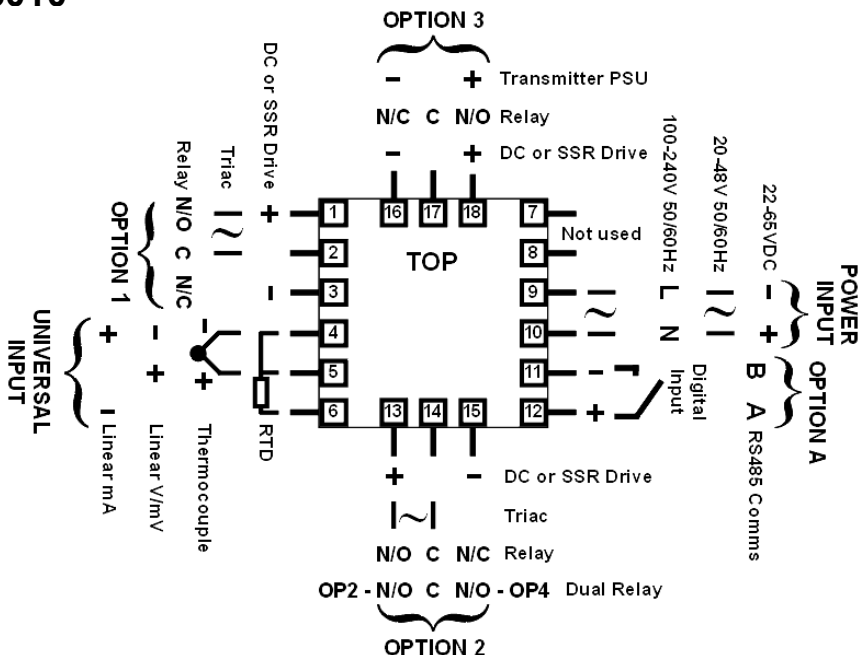 OPTION 3
- + Transmitter PSU
N/C C N/O Relay
- + DC or SSR Drive
DC or SSR Drive
+
-
Triac
~
Relay N/O C N/C
OPTION 1
1
2
3
4
5
6
16 17 18
TOP
7
8
9
10
11
12
13 14 15
Not used
~
L
N
100-240V 50/60Hz
20-48V 50/60Hz
~
22-65VDC
- +
POWER
INPUT
- +
Digital
Input
B A RS485 Comms
OPTION A
UNIVERSAL
INPUT
+ - Linear mA
- + Linear V/mV
- + Thermocouple
RTD
+ - DC or SSR Drive
~ Triac
N/O C N/C Relay
OP2 - N/O C N/O - OP4 Dual Relay
OPTION 2